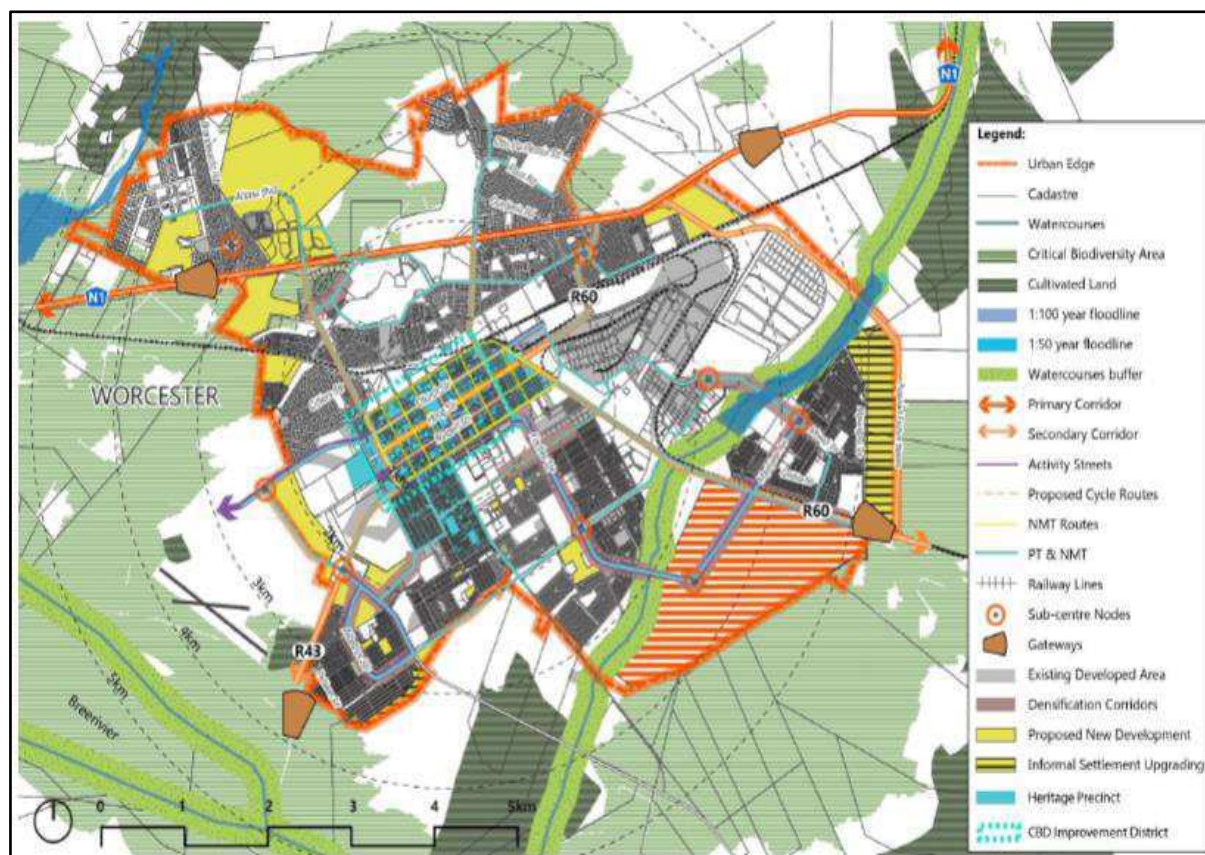 N1
N1
R60
WORCESTER
R60
3km
4km
5km
R43
Breërivier
0 1 2 3 4 5km
Legend:
Urban Edge
Cadastre
Watercourses
Critical Biodiversity Area
Cultivated Land
1:100 year floodline
1:50 year floodline
Watercourses buffer
Primary Corridor
Secondary Corridor
Activity Streets
Proposed Cycle Routes
NMT Routes
PT & NMT
Railway Lines
Sub-centre Nodes
Gateways
Existing Developed Area
Densification Corridors
Proposed New Development
Informal Settlement Upgrading
Heritage Precinct
CBD Improvement District